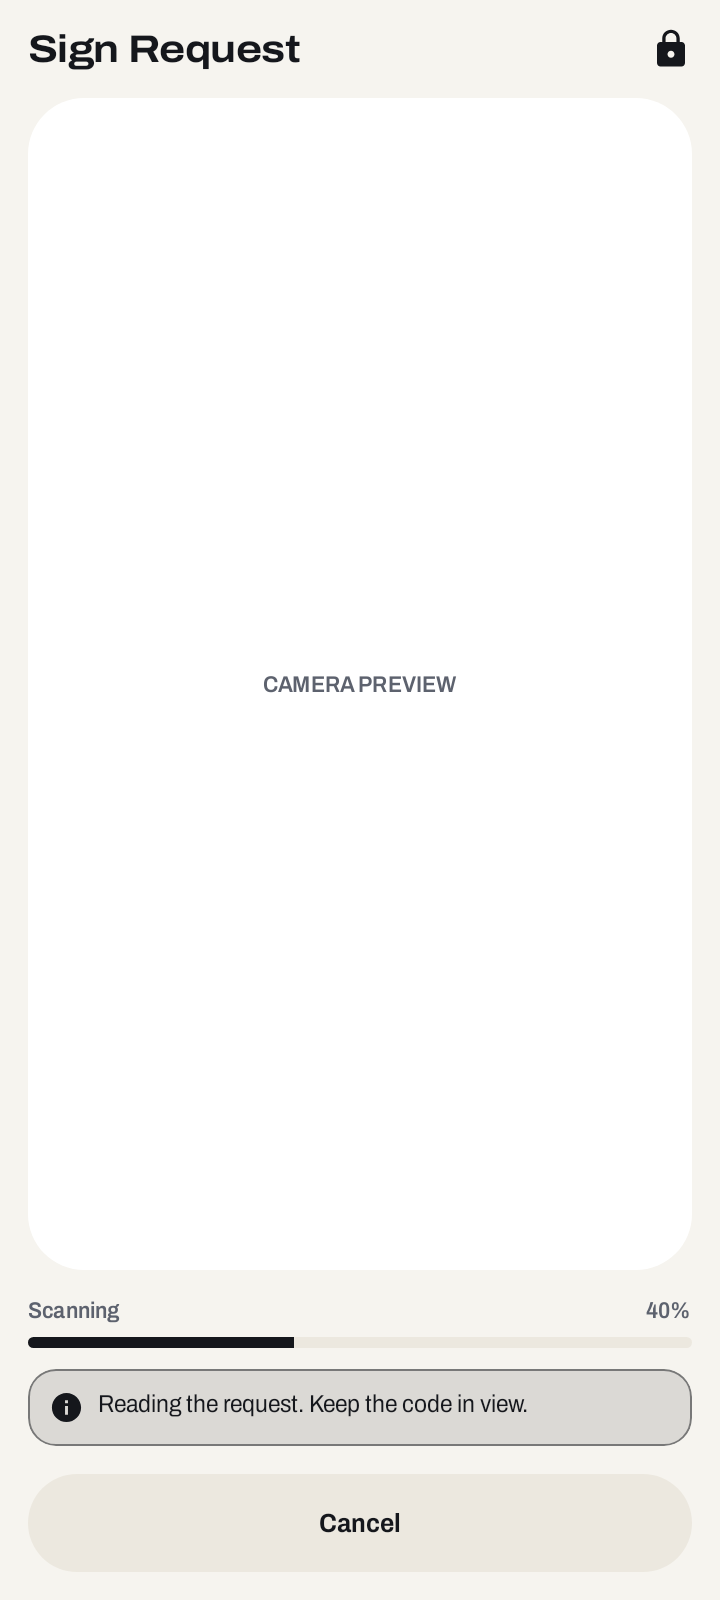 Sign Request
CAMERA PREVIEW
Scanning 40%
Reading the request. Keep the code in view.
Cancel